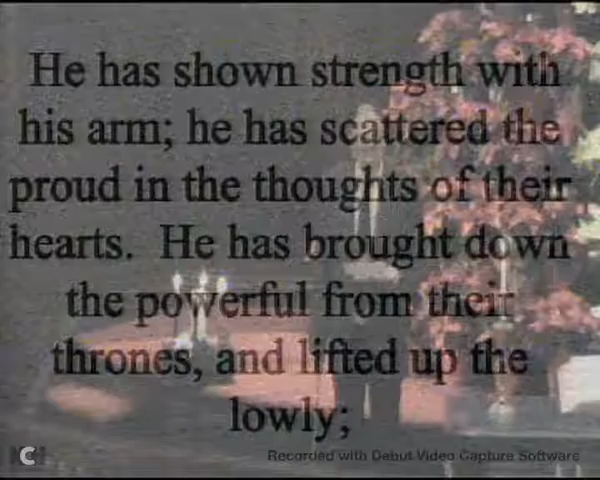 He has shown strength with
his arm; he has scattered the
proud in the thoughts of their
hearts.  He has brought down
the powerful from their
thrones, and lifted up the
lowly;
C
Recorded with Debut Video Capture Software